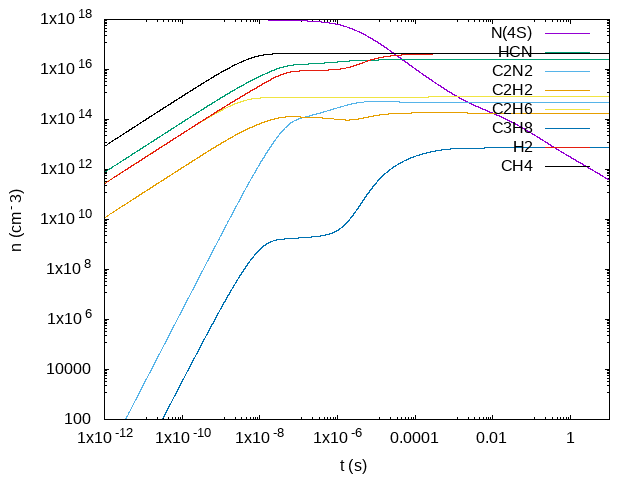 1x10 18
1x10 16
1x10 14
1x10 12
1x10 10
1x10 8
1x10 6
10000
100
n (cm-3)
N(4S)
HCN
C2N2
C2H2
C2H6
C3H8
H2
CH4
1x10 -12 1x10 -10 1x10 -8 1x10 -6 0.0001 0.01 1
t (s)